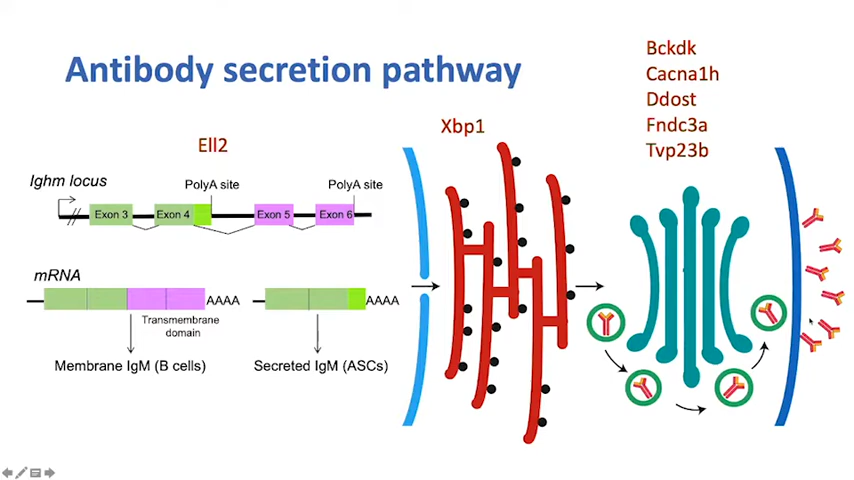 Antibody secretion pathway
Bckdk
Cacna1h
Ddost
Fndc3a
Tvp23b
Xbp1
Ell2
Ighm locus
PolyA site
PolyA site
Exon 3
Exon 4
Exon 5
Exon 6
mRNA
AAAA
AAAA
Transmembrane
domain
Membrane IgM (B cells)
Secreted IgM (ASCs)